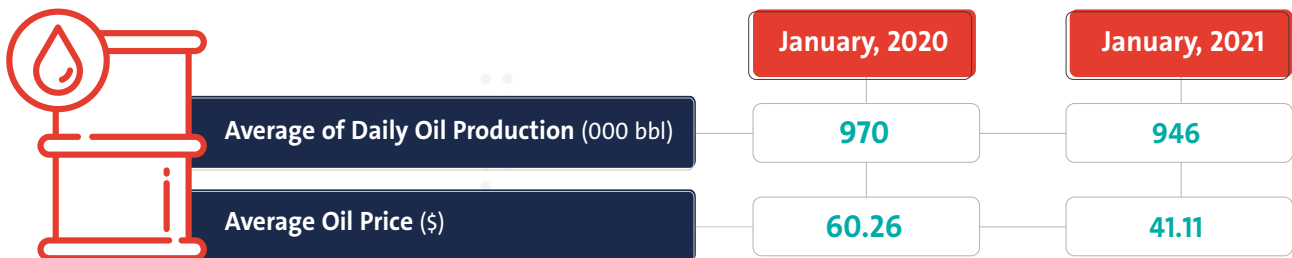 January, 2020 January, 2021
Average of Daily Oil Production (000 bbl) 970 946
Average Oil Price ($) 60.26 41.11